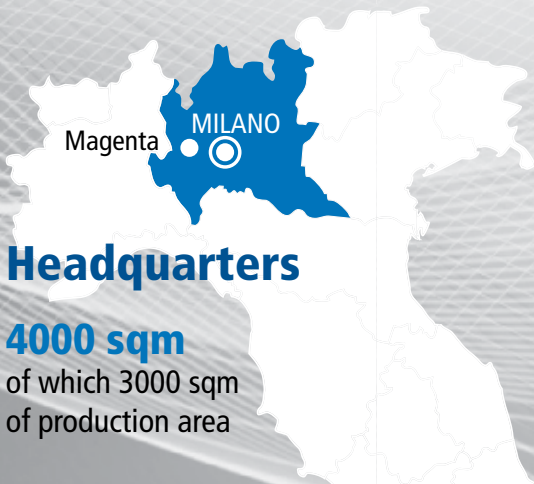 MILANO
Magenta
Headquarters
4000 sqm
of which 3000 sqm
of production area